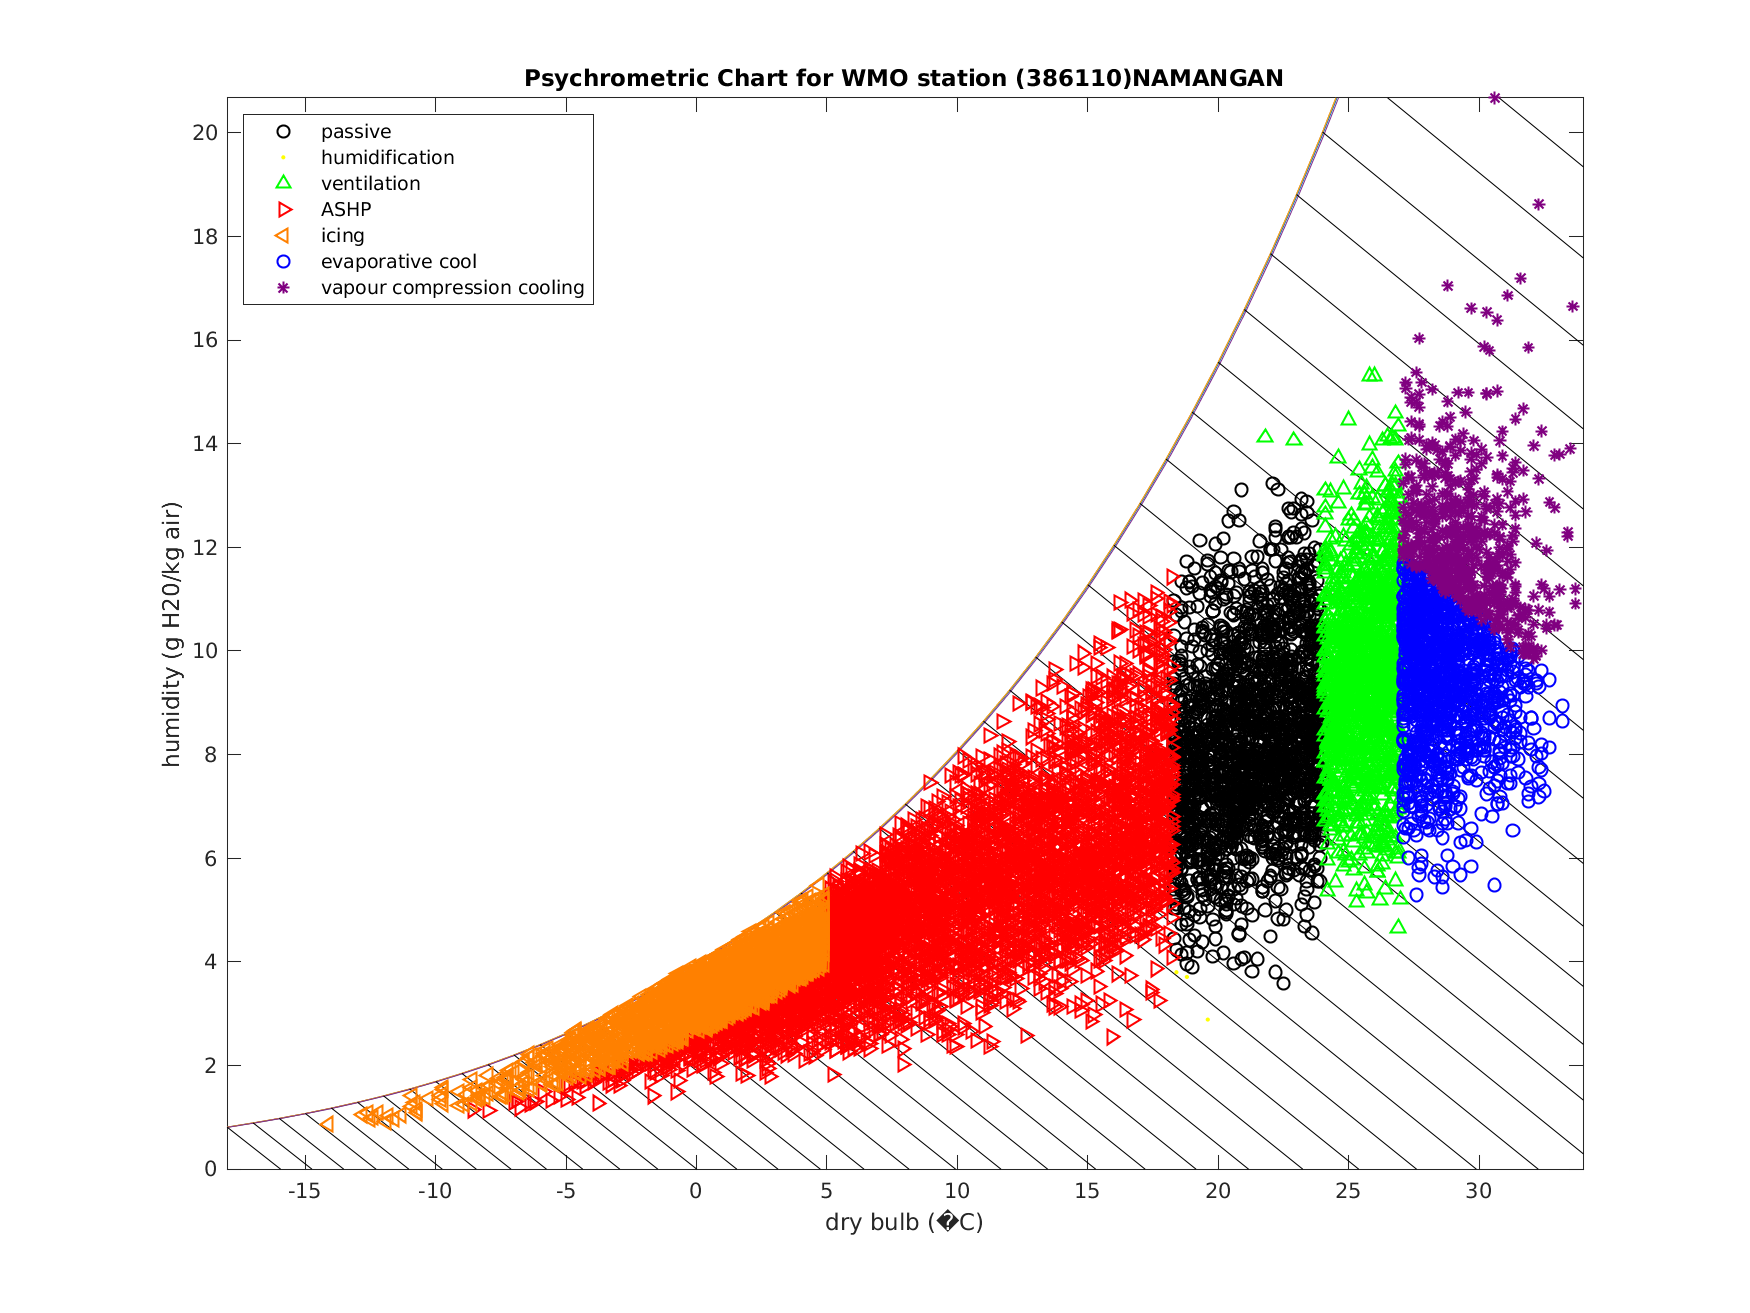 Psychrometric Chart for WMO station (386110)NAMANGAN
passive
humidification
ventilation
ASHP
icing
evaporative cool
vapour compression cooling
humidity (g H20/kg air)
20
18
16
14
12
10
8
6
4
2
0
-15 -10 -5 0 5 10 15 20 25 30
dry bulb (�C)